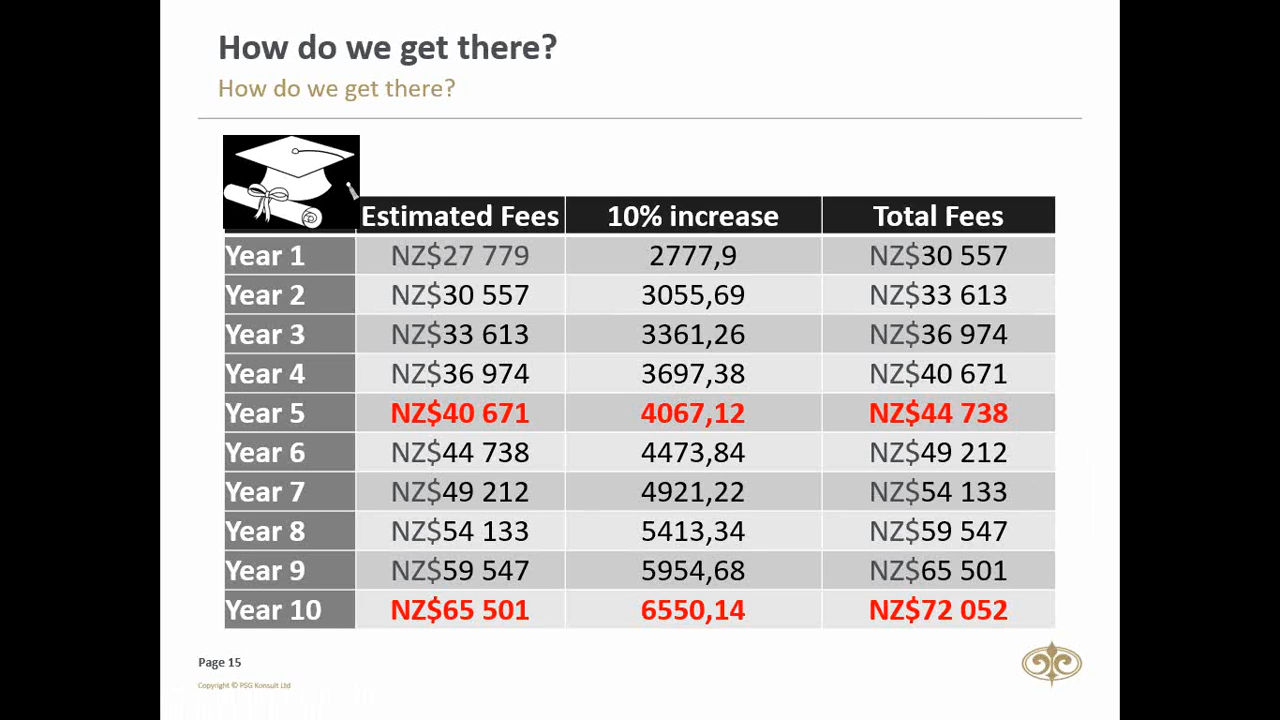 How do we get there?
How do we get there?
Estimated Fees 10% increase Total Fees
Year 1 NZ$27 779 2777,9 NZ$30 557
Year 2 NZ$30 557 3055,69 NZ$33 613
Year 3 NZ$33 613 3361,26 NZ$36 974
Year 4 NZ$36 974 3697,38 NZ$40 671
Year 5 NZ$40 671 4067,12 NZ$44 738
Year 6 NZ$44 738 4473,84 NZ$49 212
Year 7 NZ$49 212 4921,22 NZ$54 133
Year 8 NZ$54 133 5413,34 NZ$59 547
Year 9 NZ$59 547 5954,68 NZ$65 501
Year 10 NZ$65 501 6550,14 NZ$72 052
Page 15
Copyright © PSG Konsult Ltd